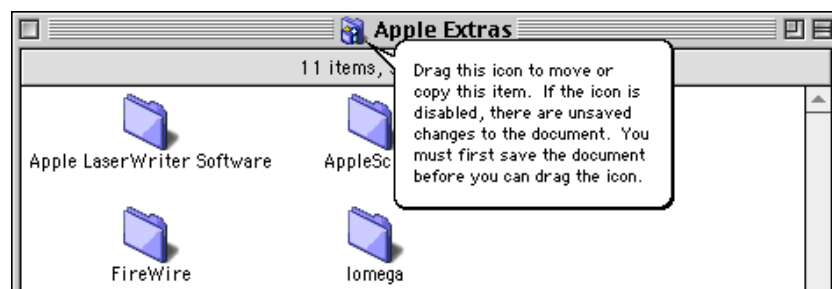 Apple Extras
11 items,
Drag this icon to move or
copy this item. If the icon is
disabled, there are unsaved
changes to the document. You
must first save the document
before you can drag the icon.
Apple LaserWriter Software
AppleSc
FireWire
Iomega